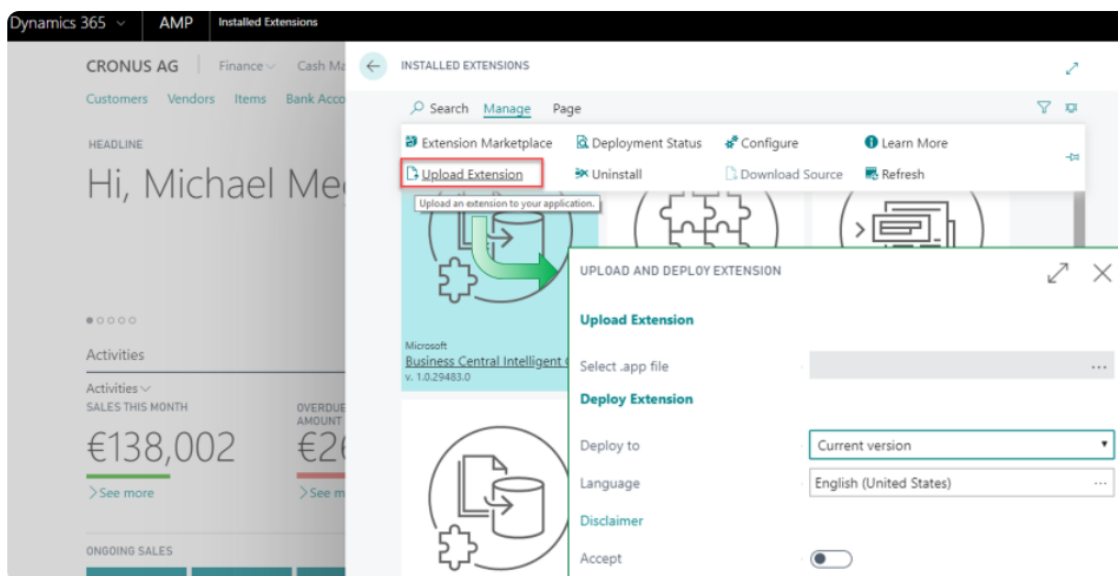 Dynamics 365
AMP
Installed Extensions
CRONUS AG
Finance
Cash
Customers
Vendors
Items
Bank
HEADLINE
Hi, Michael
Activities
Activities
SALES THIS MONTH
OVERDUE
AMOUNT
€138,002
>See more
>See
ONGOING SALES
INSTALLED EXTENSIONS
Search
Manage
Page
Extension Marketplace
Deployment Status
Configure
Learn More
Upload Extension
Uninstall
Download Source
Refresh
Upload an extension to your application.
Microsoft
Business Central Intelligent
v. 1.0.29483.0
UPLOAD AND DEPLOY EXTENSION
Upload Extension
Select .app file
...
Deploy Extension
Deploy to
Current version
Language
English (United States)
...
Disclaimer
Accept